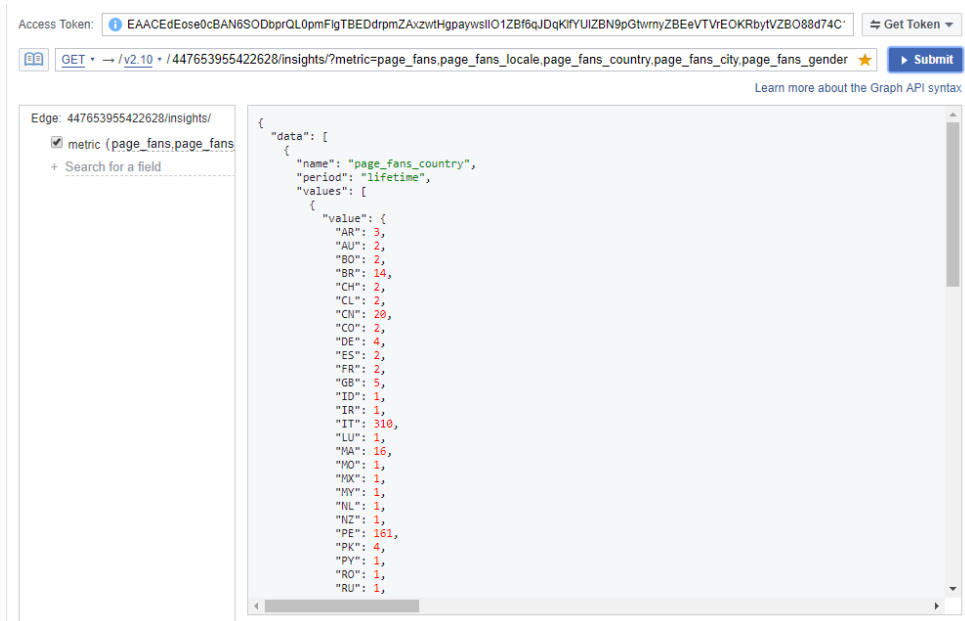 Access Token: EAACEdEose0cBAN6SODbprQL0pmFlgTBEDdrpmZAxzwtHgpaywsIIO1ZBf6qJDqKlfYUIZBN9pGtwrnyZBEeVTVrEOKRbytVZBO88d74C Get Token
GET → /v2.10 /447653955422628/insights/?metric=page_fans,page_fans_locale,page_fans_country,page_fans_city,page_fans_gender Submit
Learn more about the Graph API syntax
Edge: 447653955422628/insights/
metric (page_fans,page_fans
+ Search for a field
{
"data": [
{
"name": "page_fans_country",
"period": "lifetime",
"values": [
{
"value": {
"AR": 3,
"AU": 2,
"BO": 2,
"BR": 14,
"CH": 2,
"CL": 2,
"CN": 20,
"CO": 2,
"DE": 4,
"ES": 2,
"FR": 2,
"GB": 5,
"ID": 1,
"IR": 1,
"IT": 310,
"LU": 1,
"MA": 16,
"MO": 1,
"MX": 1,
"MY": 1,
"NL": 1,
"NZ": 1,
"PE": 161,
"PK": 4,
"PY": 1,
"RO": 1,
"RU": 1,